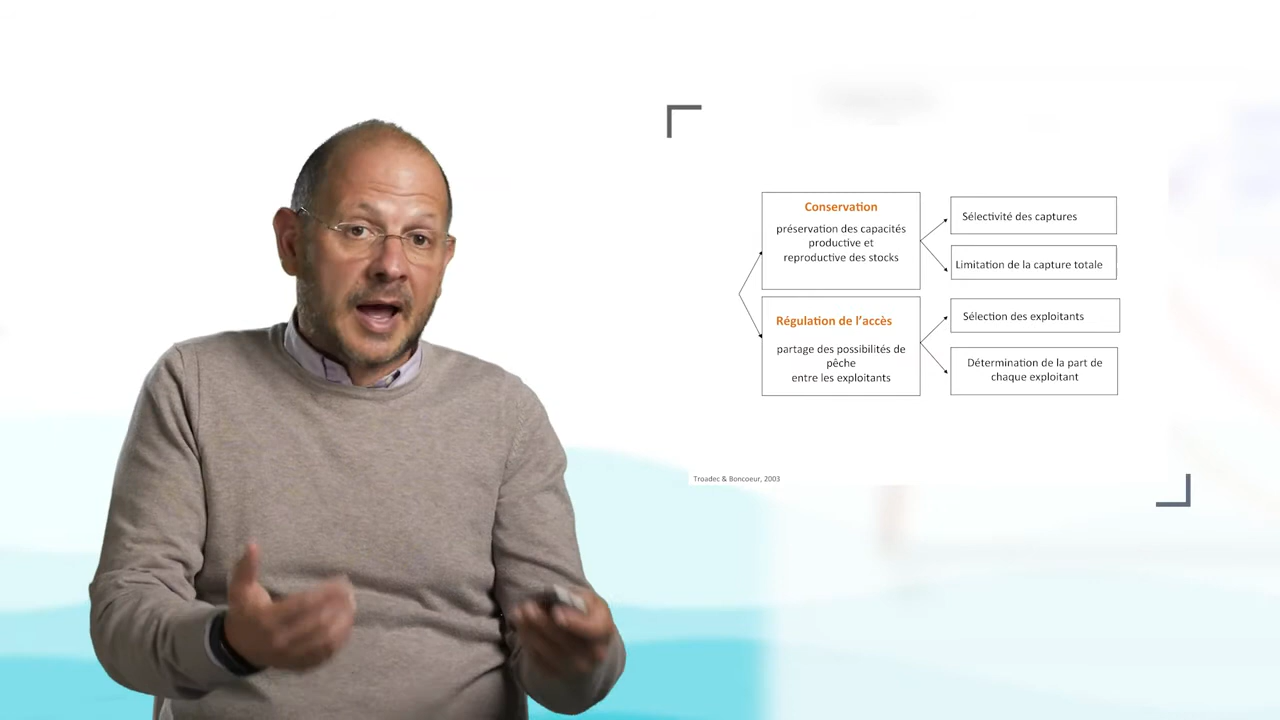 Conservation
préservation des capacités
productive et
reproductive des stocks
Régulation de l'accès
partage des possibilités de
pêche
entre les exploitants
Sélectivité des captures
Limitation de la capture totale
Sélection des exploitants
Détermination de la part de
chaque exploitant
Troadec & Boncoeur, 2003